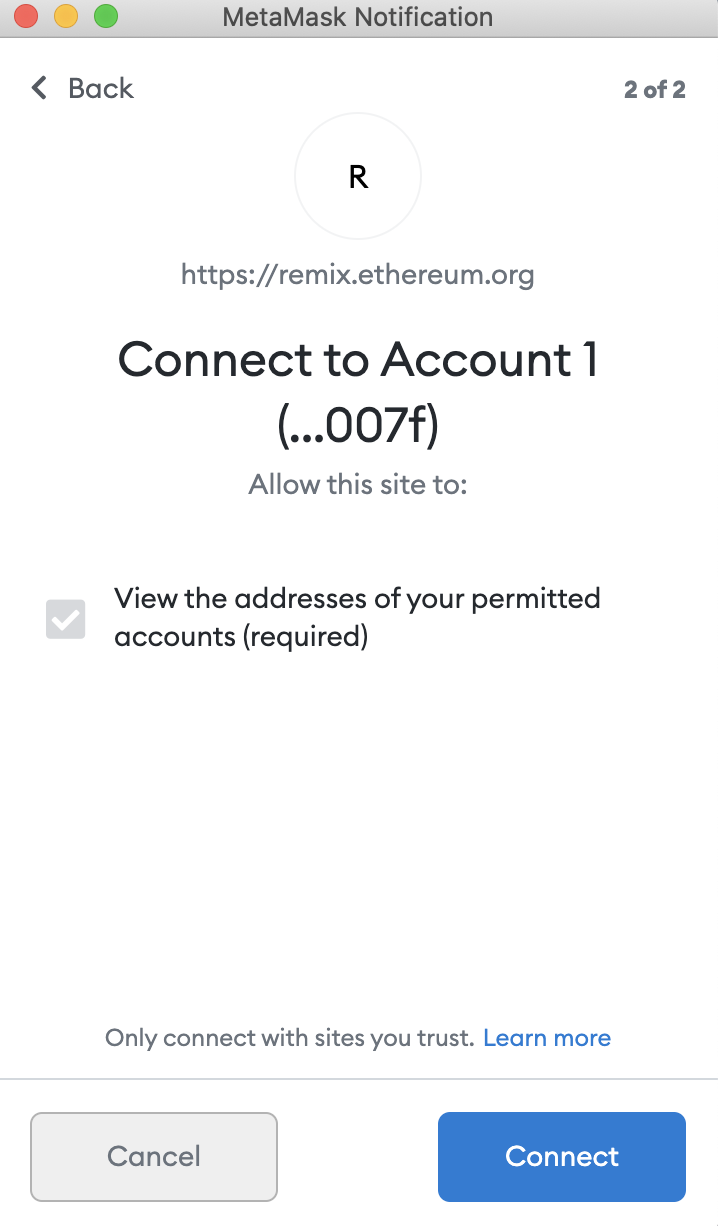 MetaMask Notification
Back
2 of 2
R
https://remix.ethereum.org
Connect to Account 1
(...007f)
Allow this site to:
View the addresses of your permitted
accounts (required)
Only connect with sites you trust. Learn more
Cancel
Connect